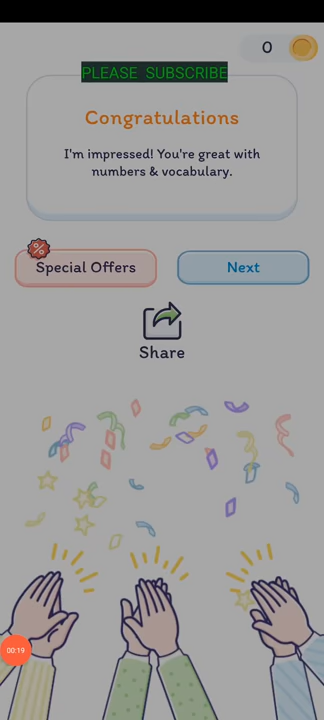 0
PLEASE SUBSCRIBE
Congratulations
I'm impressed! You're great with
numbers & vocabulary.
%
Special Offers
Next
Share
00:19